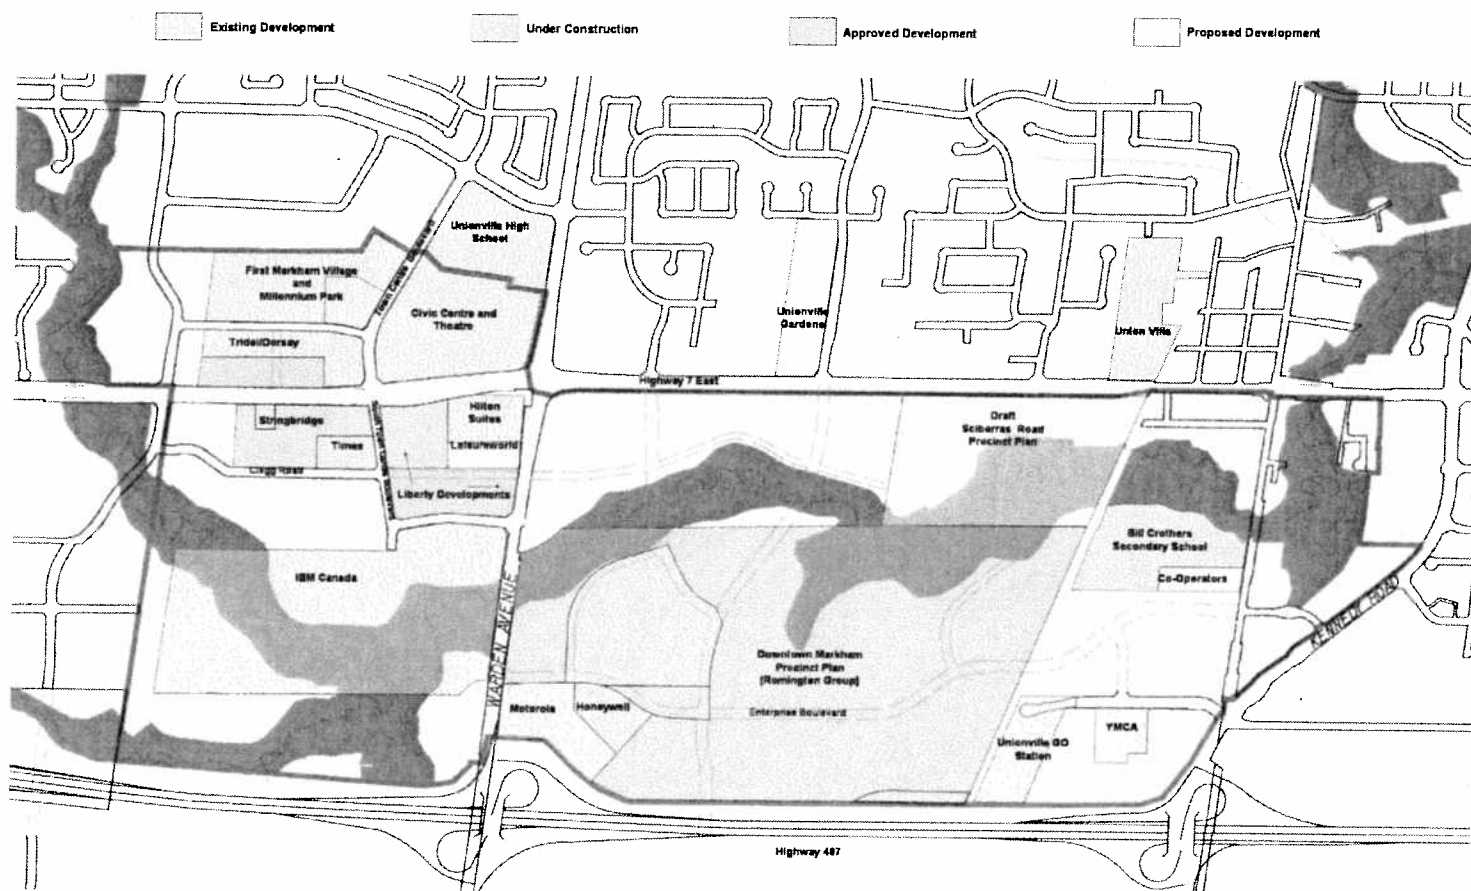 Existing Development
Under Construction
Approved Development
Proposed Development
Unionville High
School
First Markham Village
and
Millennium Park
Civic Centre and
Theatre
Unionville
Gardens
Union Villa
Tridel/Dorsay
Highway 7 East
Stringbridge
Times
Hilton
Suites
Leisureworld
Clegg Road
Liberty Developments
Draft
Sciberras Road
Precinct Plan
IBM Canada
WARDEN AVENUE
Bill Crothers
Secondary School
Co-Operators
KENNEDY ROAD
Downtown Markham
Precinct Plan
(Remington Group)
Motorola
Honeywell
Enterprise Boulevard
Unionville GO
Station
YMCA
Highway 407